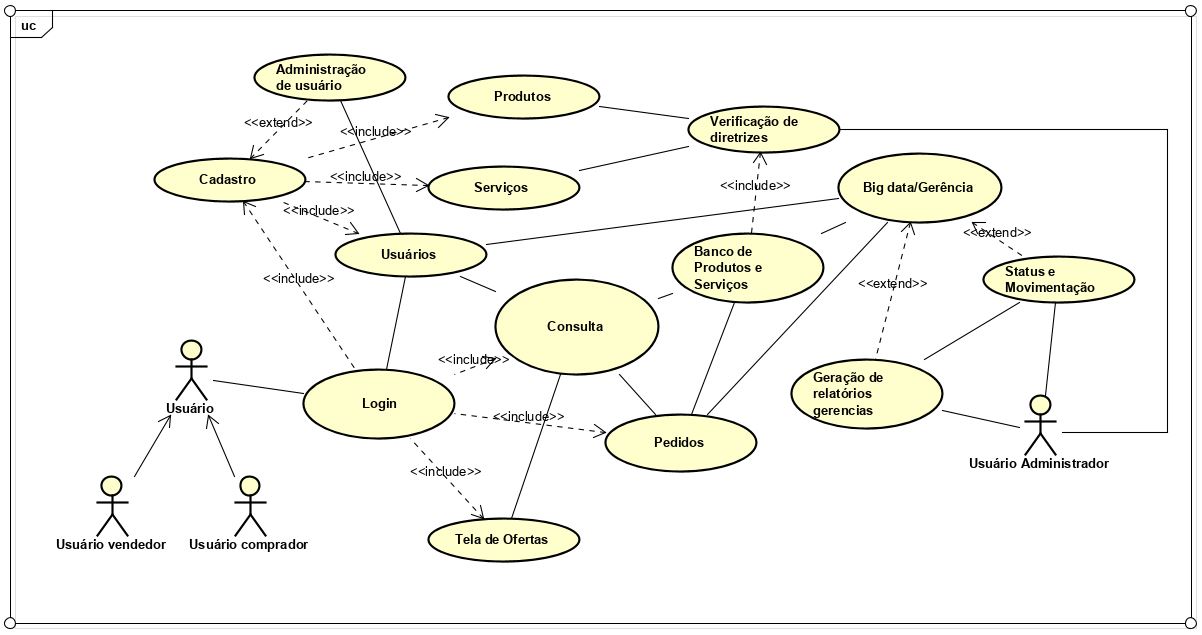 uc
Administração
de usuário
Produtos
Verificação de
diretrizes
<<extend>>
<<include>>
Cadastro
<<include>>
Serviços
<<include>>
Big data/Gerência
<<include>>
<<extend>>
Usuários
Banco de
Produtos e
Serviços
<<include>>
Status e
Movimentação
<<extend>>
Consulta
<<include>>
Geração de
relatórios
gerencias
Usuário
Login
<<include>>
Pedidos
Usuário Administrador
<<include>>
Usuário vendedor
Usuário comprador
Tela de Ofertas